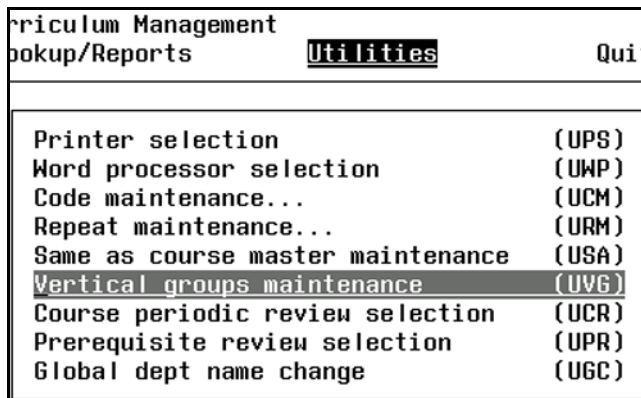 rriculum Management
ookup/Reports Utilities Qui
Printer selection (UPS)
Word processor selection (UWP)
Code maintenance... (UCM)
Repeat maintenance... (URM)
Same as course master maintenance (USA)
Vertical groups maintenance (UVG)
Course periodic review selection (UCR)
Prerequisite review selection (UPR)
Global dept name change (UGC)